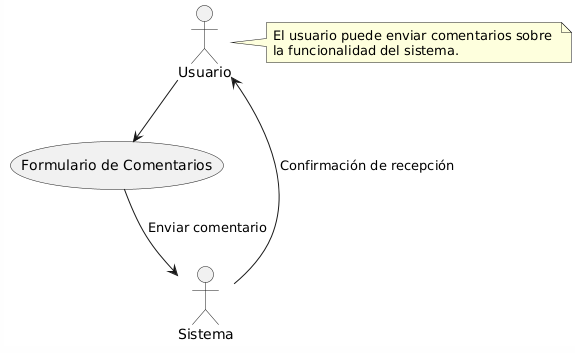 El usuario puede enviar comentarios sobre
la funcionalidad del sistema.
Usuario
Formulario de Comentarios
Confirmación de recepción
Enviar comentario
Sistema